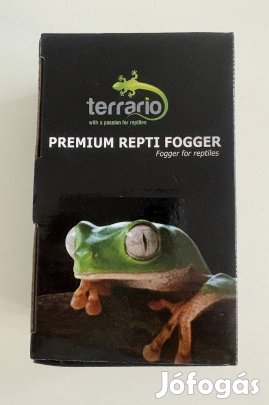 terrario
with a passion for reptiles
PREMIUM REPTI FOGGER
Fogger for reptiles
Jófogás